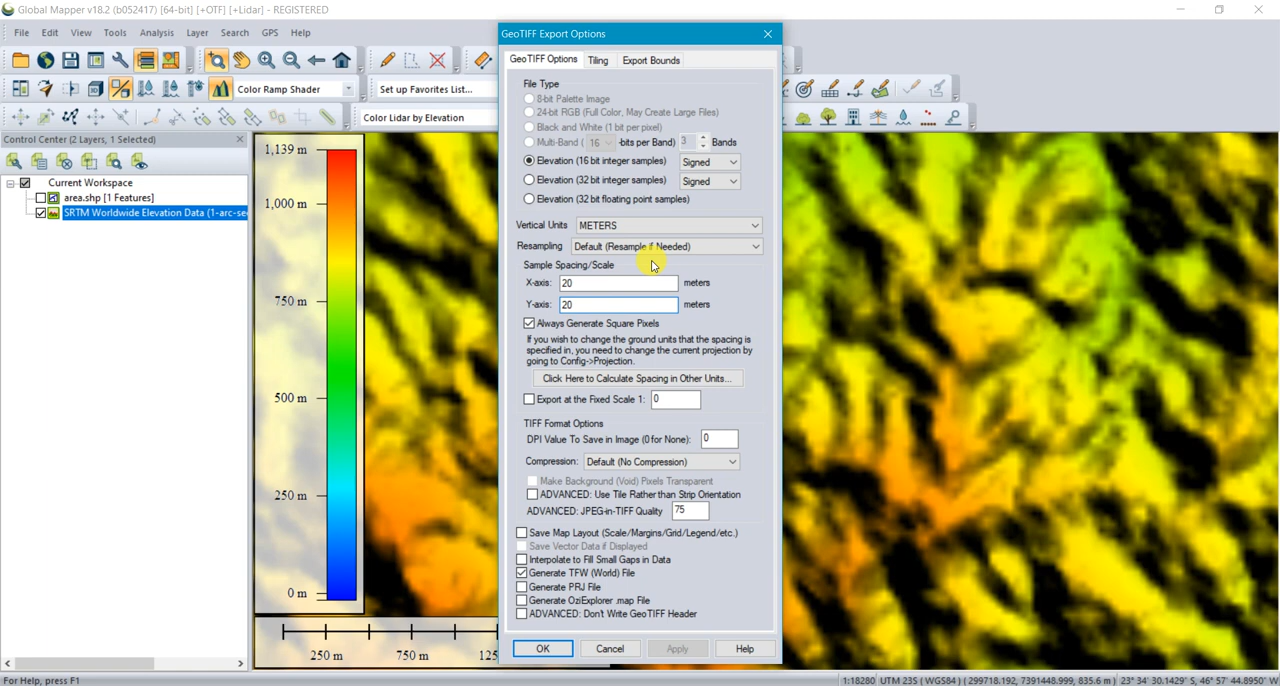 Global Mapper v18.2 (b052417) [64-bit] [+OTF] [+Lidar] - REGISTERED
File Edit View Tools Analysis Layer Search GPS Help
Color Ramp Shader
Set up Favorites List...
Color Lidar by Elevation
Control Center (2 Layers, 1 Selected)
Current Workspace
area.shp [1 Features]
SRTM Worldwide Elevation Data (1-arc-se
1,139 m
1,000 m
750 m
500 m
250 m
0 m
250 m 750 m 125
GeoTIFF Export Options
GeoTIFF Options Tiling Export Bounds
File Type
8-bit Palette Image
24-bit RGB (Full Color, May Create Large Files)
Black and White (1 bit per pixel)
Multi-Band ( 16 -bits per Band) 3 Bands
Elevation (16 bit integer samples) Signed
Elevation (32 bit integer samples) Signed
Elevation (32 bit floating point samples)
Vertical Units METERS
Resampling Default (Resample if Needed)
Sample Spacing/Scale
X-axis: 20 meters
Y-axis: 20 meters
Always Generate Square Pixels
If you wish to change the ground units that the spacing is
specified in, you need to change the current projection by
going to Config->Projection.
Click Here to Calculate Spacing in Other Units...
Export at the Fixed Scale 1: 0
TIFF Format Options
DPI Value To Save in Image (0 for None): 0
Compression: Default (No Compression)
Make Background (Void) Pixels Transparent
ADVANCED: Use Tile Rather than Strip Orientation
ADVANCED: JPEG-in-TIFF Quality 75
Save Map Layout (Scale/Margins/Grid/Legend/etc.)
Save Vector Data if Displayed
Interpolate to Fill Small Gaps in Data
Generate TFW (World) File
Generate PRJ File
Generate OziExplorer .map File
ADVANCED: Don't Write GeoTIFF Header
OK Cancel Apply Help
For Help, press F1
1:18280 UTM 23S ( WGS84 ) ( 299718.192, 7391448.999, 835.6 m ) 23° 34' 30.1429" S, 46° 57' 44.8950" W